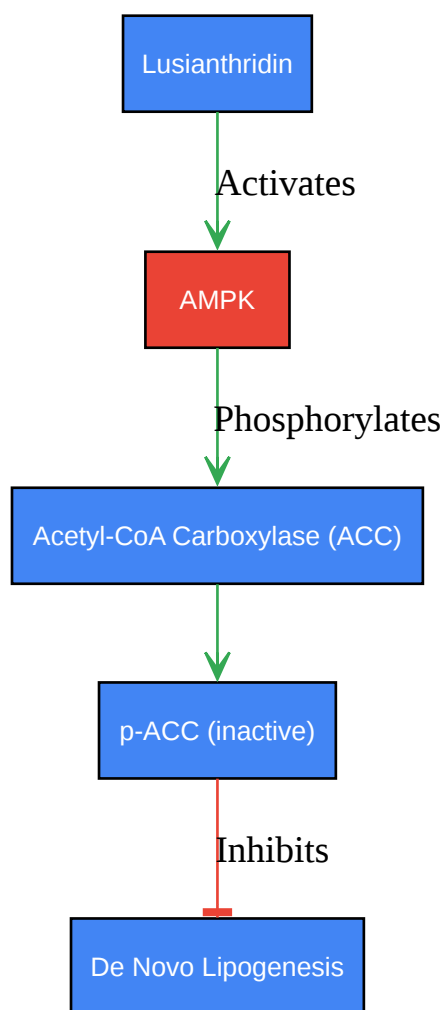 Lusianthridin
Activates
AMPK
Phosphorylates
Acetyl-CoA Carboxylase (ACC)
p-ACC (inactive)
Inhibits
De Novo Lipogenesis